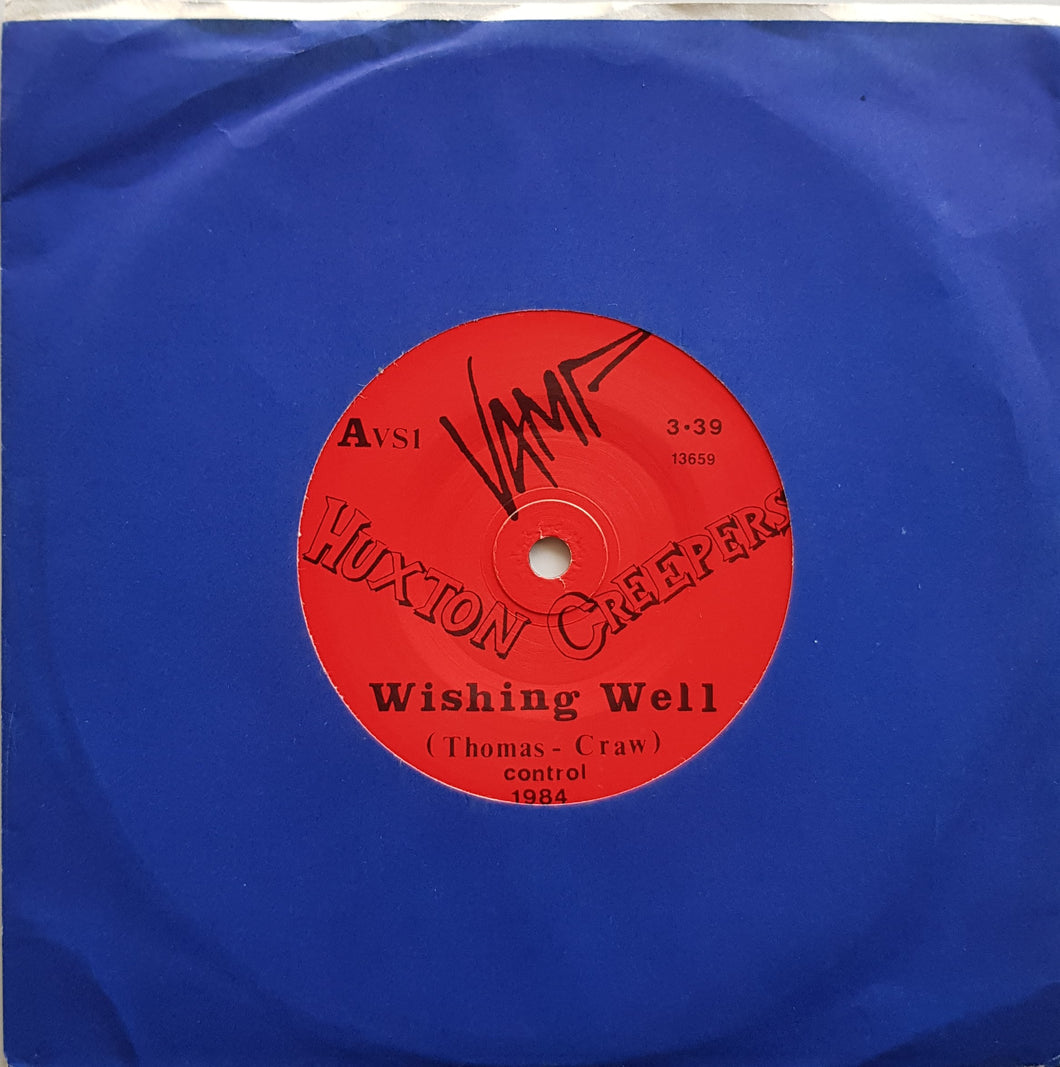 VAMP
AVS1
3·39
13659
HUXTON CREEPERS
Wishing Well
(Thomas - Craw)
control
1984